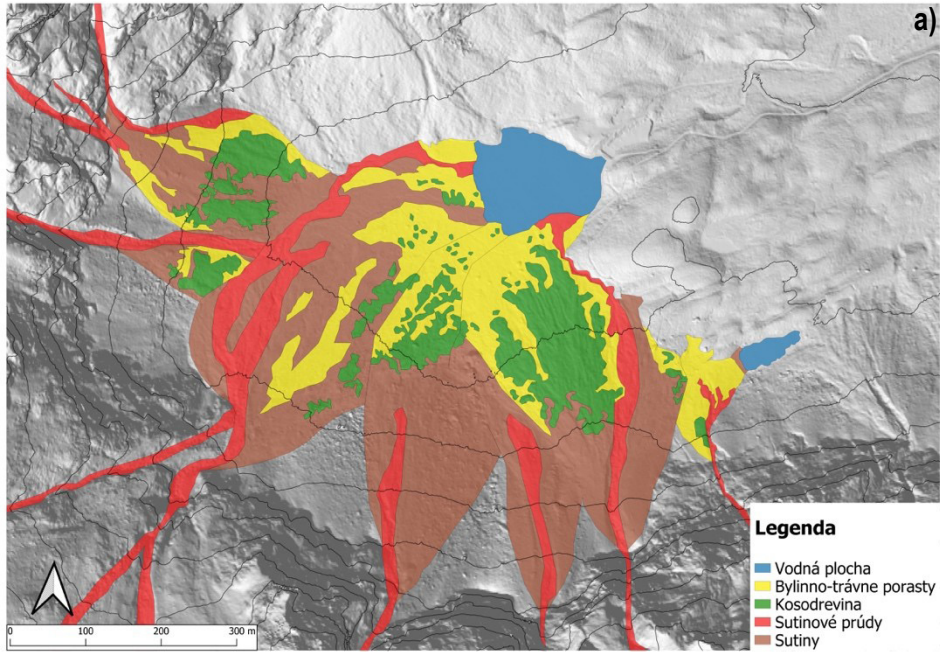 a)
Legenda
Vodná plocha
Bylinno-trávne porasty
Kosodrevina
Sutinové prúdy
Sutiny
0 100 200 300 m